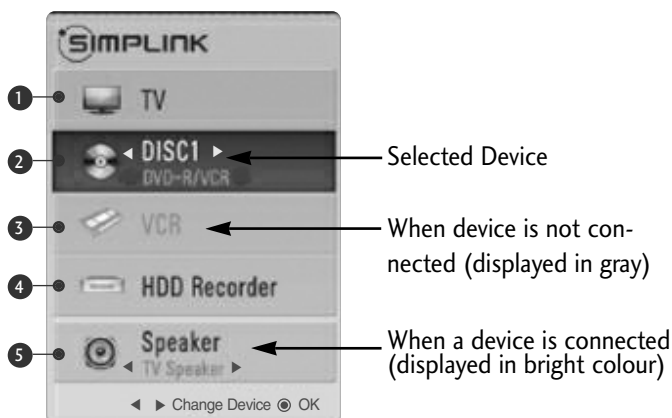 SIMPLINK
1 TV
2 ◄ DISC1 ►
DVD-R/VCR
Selected Device
3 VCR
When device is not con-
nected (displayed in gray)
4 HDD Recorder
5 Speaker
◄ TV Speaker ►
When a device is connected
(displayed in bright colour)
◄ ► Change Device ◉ OK